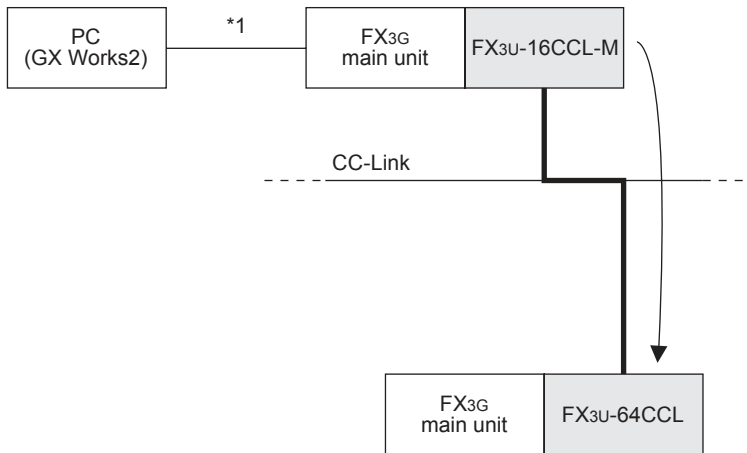 PC
(GX Works2)
*1
FX3G
main unit
FX3U-16CCL-M
CC-Link
FX3G
main unit
FX3U-64CCL